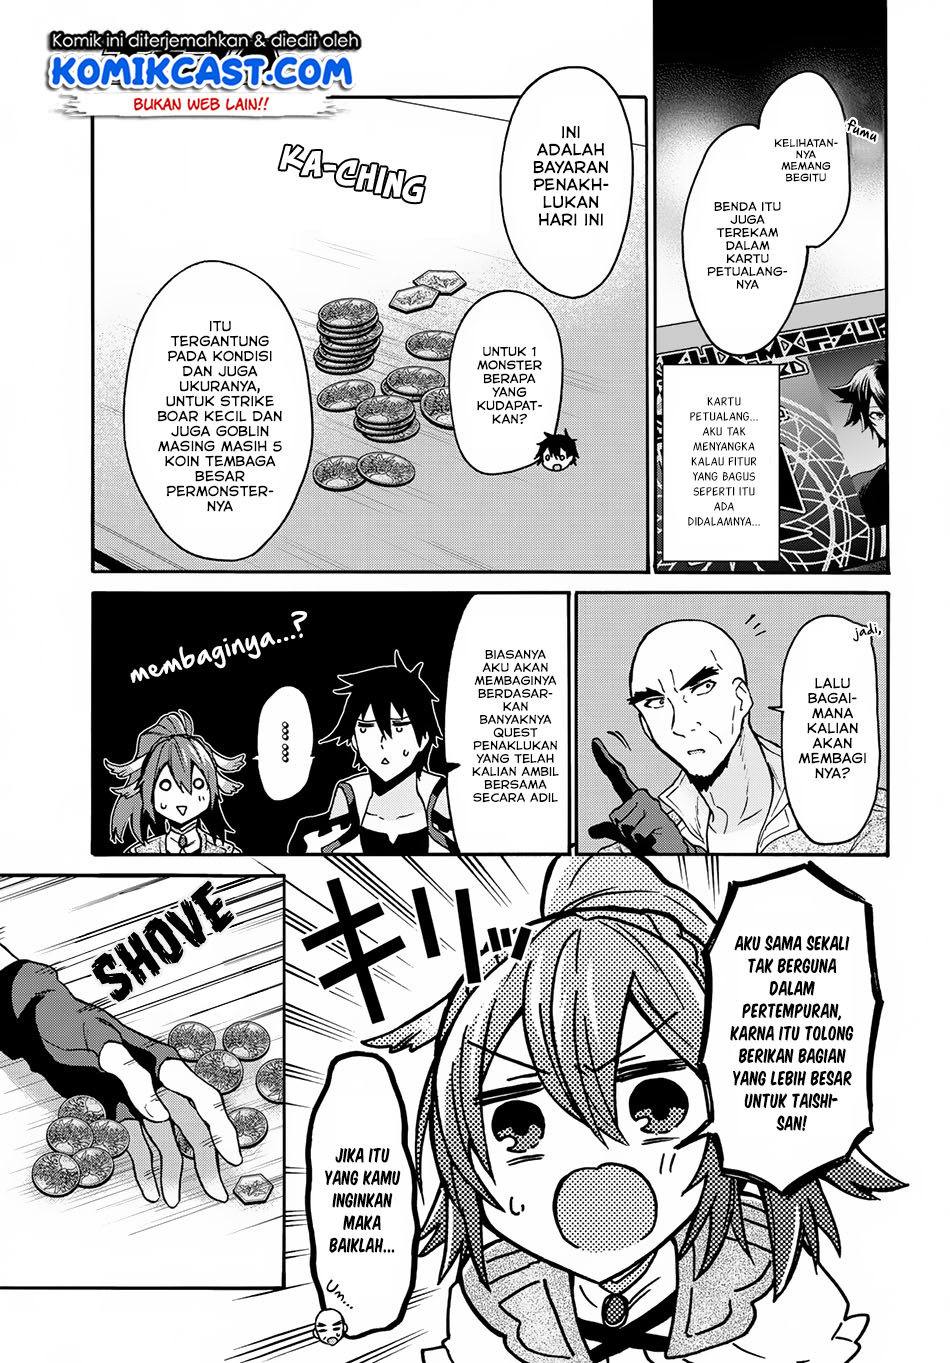 Komik ini diterjemahkan & diedit oleh
KOMIKCAST.COM
BUKAN WEB LAIN!!
fumu
KELIHATAN-
NYA
MEMANG
BEGITU
BENDA ITU
JUGA
TEREKAM
DALAM
KARTU
PETUALANG-
NYA
KARTU
PETUALANG...
AKU TAK
MENYANGKA
KALAU FITUR
YANG BAGUS
SEPERTI ITU
ADA
DIDALAMNYA...
INI
ADALAH
BAYARAN
PENAKH-
LUKAN
HARI INI
KA-CHING
UNTUK 1
MONSTER
BERAPA
YANG
KUDAPAT-
KAN?
ITU
TERGANTUNG
PADA KONDISI
DAN JUGA
UKURANYA,
UNTUK STRIKE
BOAR KECIL DAN
JUGA GOBLIN
MASING MASIH 5
KOIN TEMBAGA
BESAR
PERMONSTER-
NYA
jadi,
LALU
BAGAI-
MANA
KALIAN
AKAN
MEMBAGI
NYA?
BIASANYA
AKU AKAN
MEMBAGINYA
BERDASAR-
KAN
BANYAKNYA
QUEST
PENAKLUKAN
YANG TELAH
KALIAN AMBIL
BERSAMA
SECARA ADIL
membaginya...?
......
AKU SAMA SEKALI
TAK BERGUNA
DALAM
PERTEMPURAN,
KARNA ITU TOLONG
BERIKAN BAGIAN
YANG LEBIH BESAR
UNTUK TAISHI-
SAN!
キリッ
SHOVE
JIKA ITU
YANG KAMU
INGINKAN
MAKA
BAIKLAH...
Um...